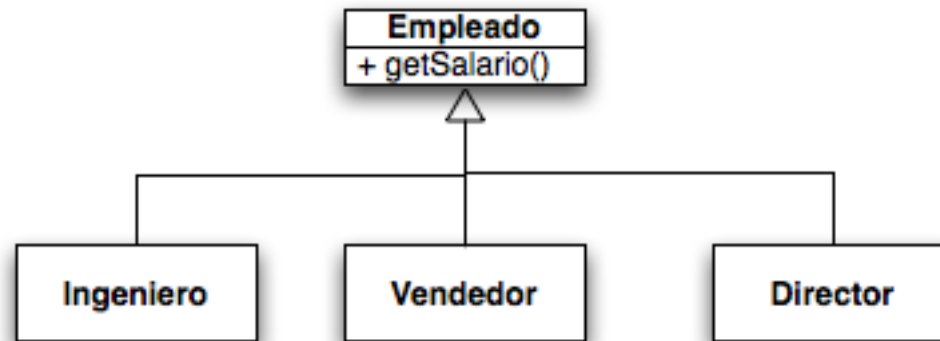 Empleado
+ getSalario()
Ingeniero
Vendedor
Director